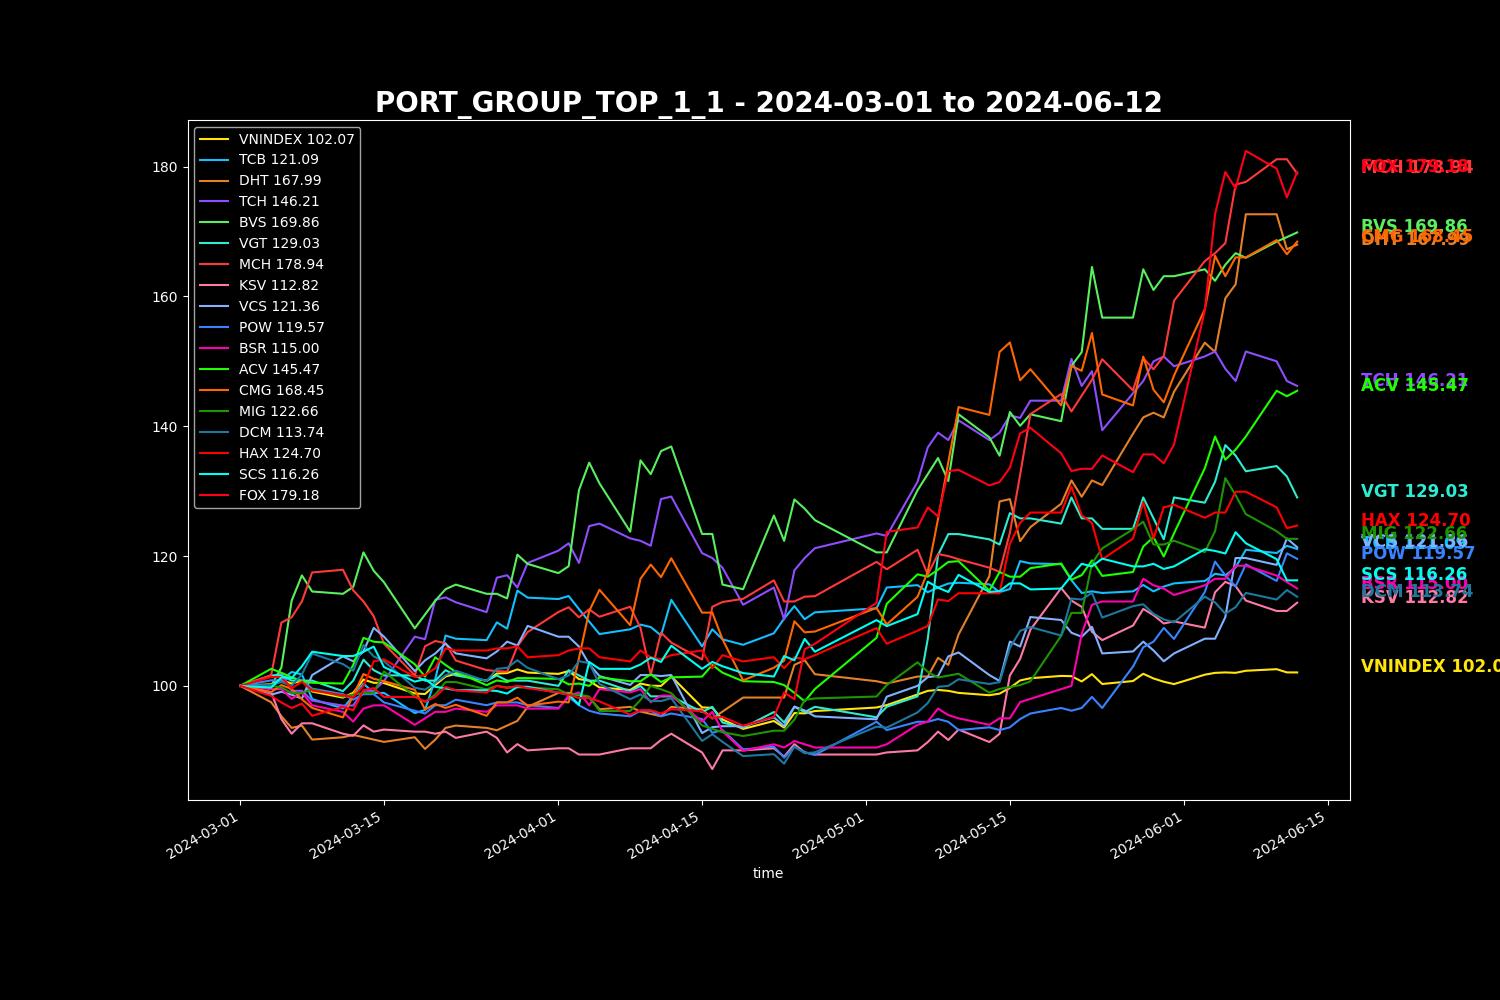 PORT_GROUP_TOP_1_1 - 2024-03-01 to 2024-06-12
VNINDEX 102.07
TCB 121.09
DHT 167.99
TCH 146.21
BVS 169.86
VGT 129.03
MCH 178.94
KSV 112.82
VCS 121.36
POW 119.57
BSR 115.00
ACV 145.47
CMG 168.45
MIG 122.66
DCM 113.74
HAX 124.70
SCS 116.26
FOX 179.18
180
160
140
120
100
MCH 178.94
BVS 169.86
DHT 167.99
TCH 146.21
ACV 145.47
VGT 129.03
HAX 124.70
MIG 122.66
VCS 121.36
POW 119.57
SCS 116.26
DCM 113.74
KSV 112.82
VNINDEX 102.0
2024-03-01
2024-03-15
2024-04-01
2024-04-15
2024-05-01
2024-05-15
2024-06-01
2024-06-15
time